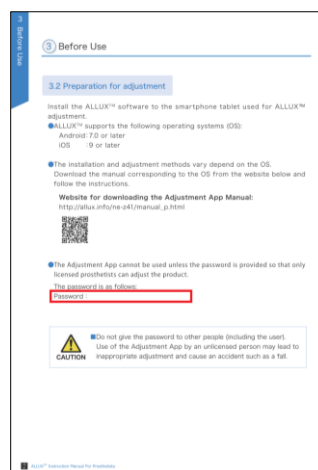 3
Before Use
3 Before Use
3.2 Preparation for adjustment
Install the ALLUX™ software to the smartphone tablet used for ALLUX™
adjustment.
●ALLUX™ supports the following operating systems (OS):
Android: 7.0 or later
iOS :9 or later
●The installation and adjustment methods vary depend on the OS.
Download the manual corresponding to the OS from the website below and
follow the instructions.
Website for downloading the Adjustment App Manual:
http://allux.info/ne-z41/manual_p.html
●The Adjustment App cannot be used unless the password is provided so that only
licensed prosthetists can adjust the product.
The password is as follows:
Password :
CAUTION
■Do not give the password to other people (including the user).
Use of the Adjustment App by an unlicensed person may lead to
inappropriate adjustment and cause an accident such as a fall.
ALLUX™ Instruction Manual For Prosthetists